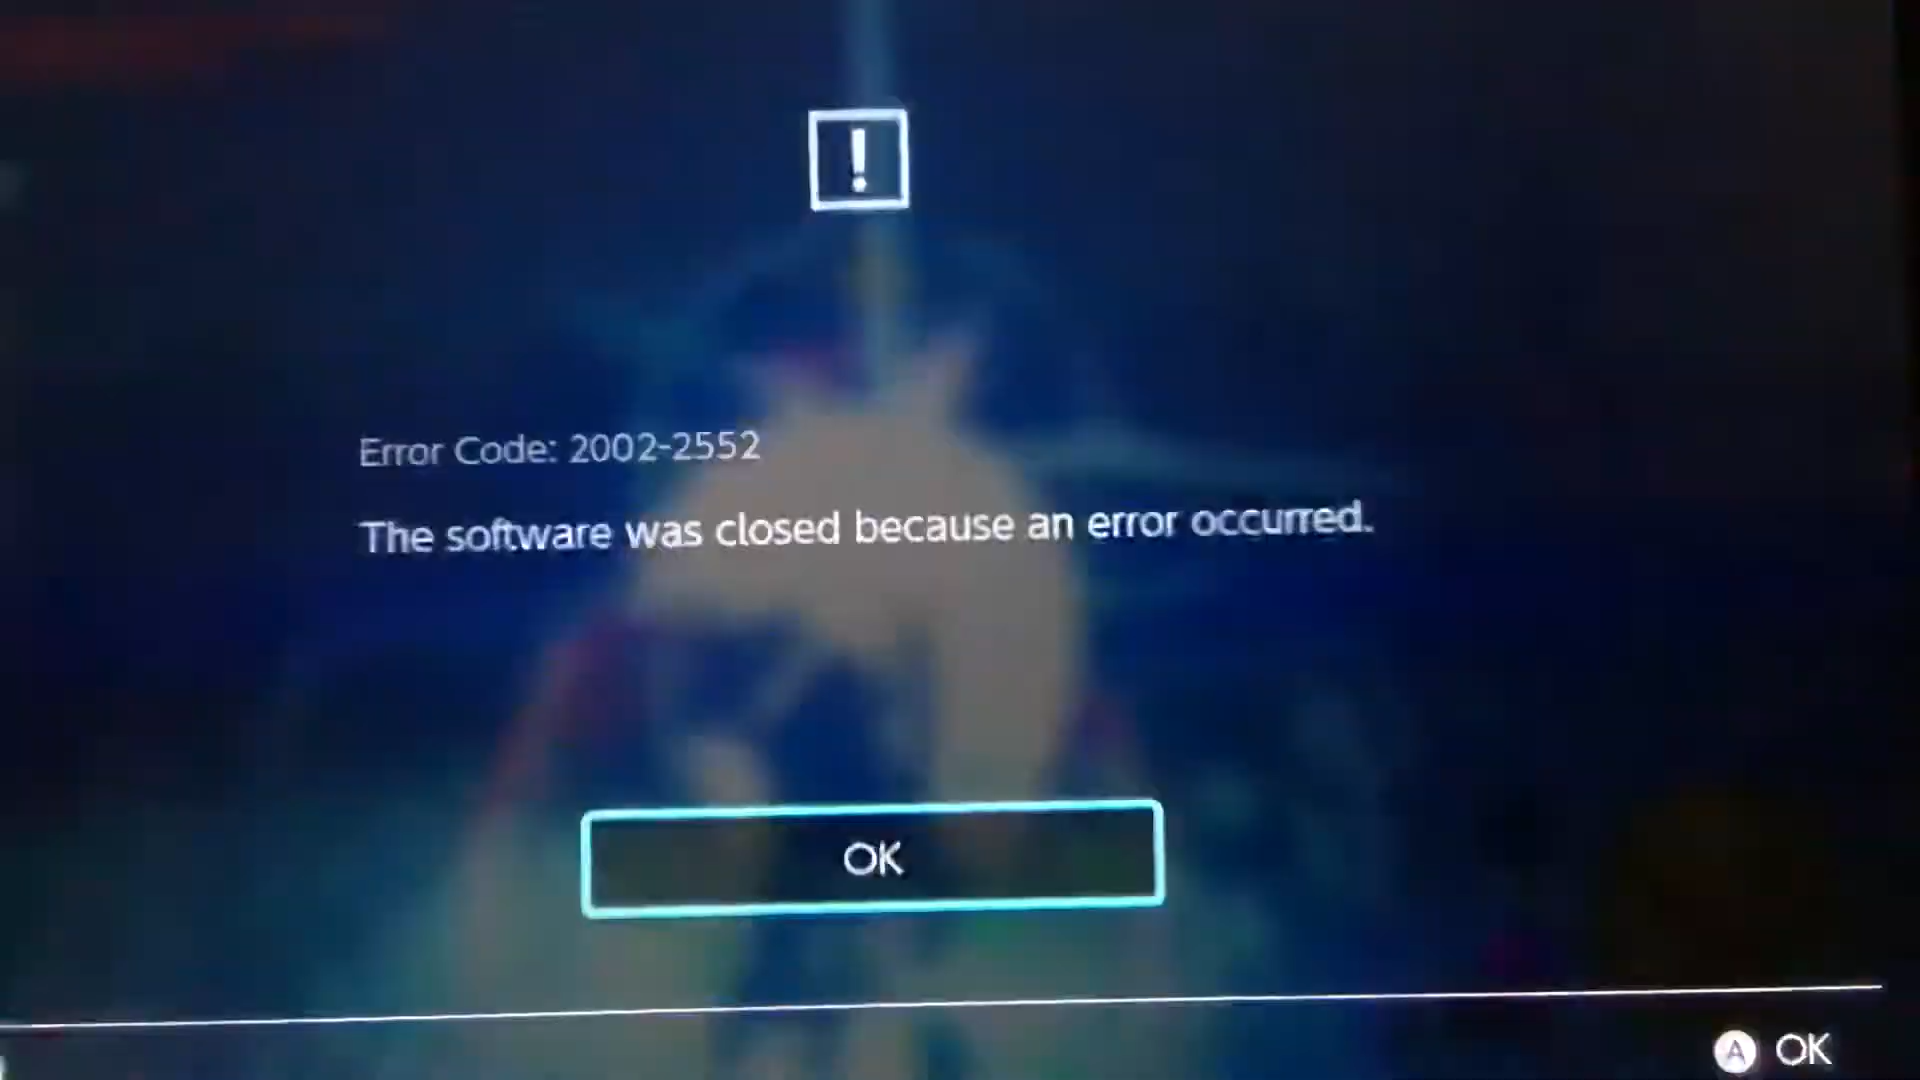 !
Error Code: 2002-2552
The software was closed because an error occurred.
OK
A OK